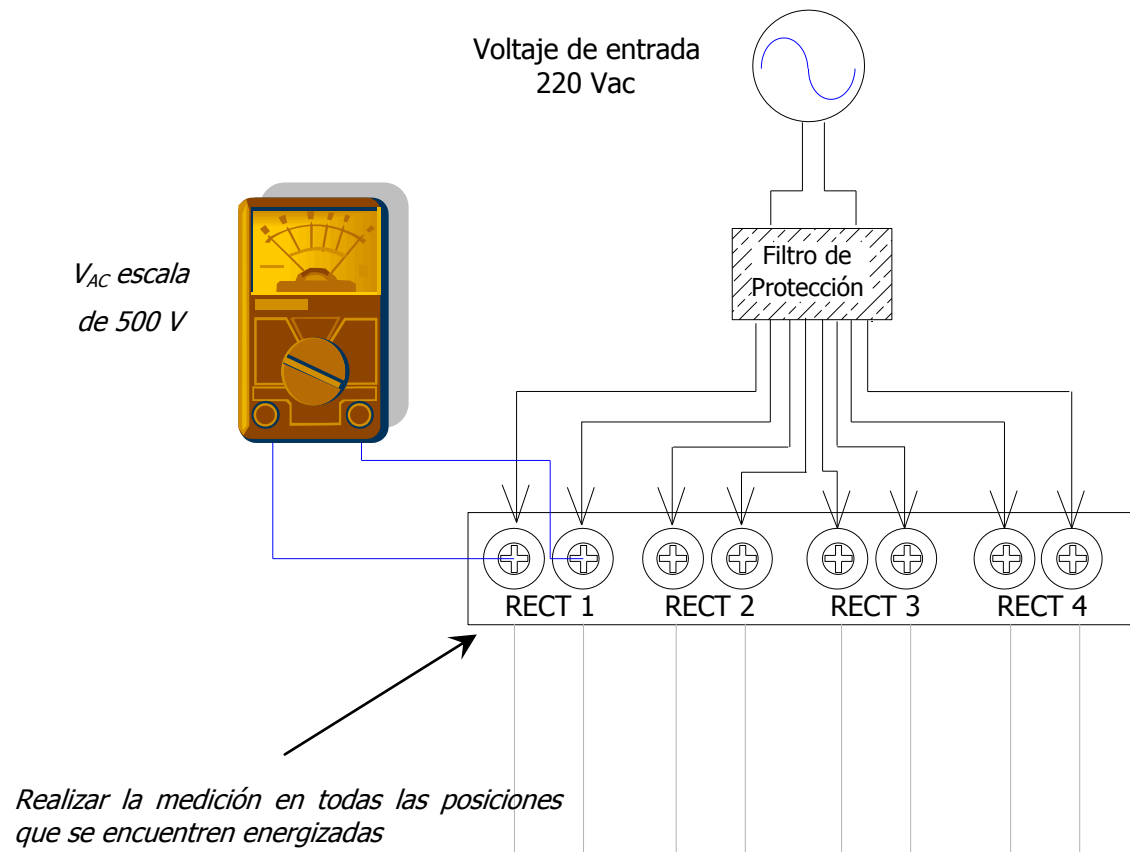 Voltaje de entrada
220 Vac
V_AC escala
de 500 V
Filtro de
Protección
RECT 1 RECT 2 RECT 3 RECT 4
Realizar la medición en todas las posiciones
que se encuentren energizadas